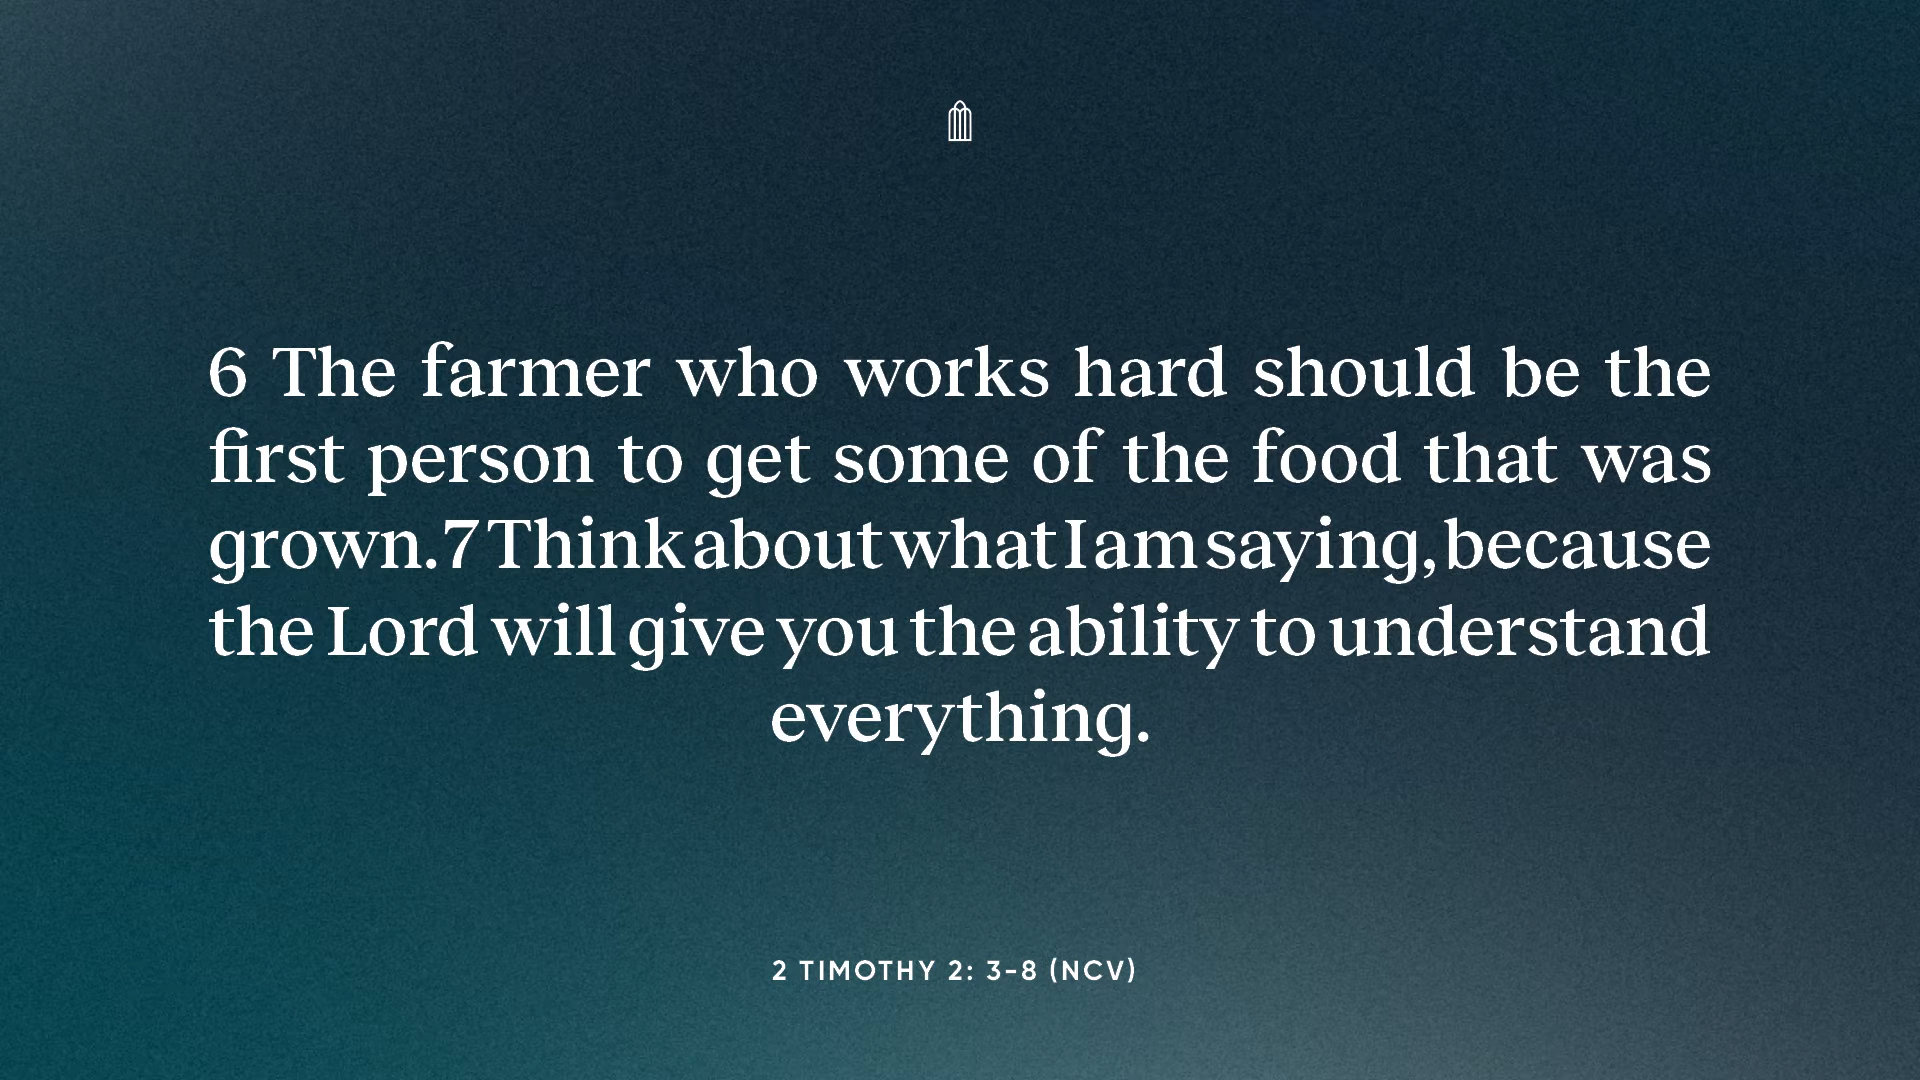 6 The farmer who works hard should be the
first person to get some of the food that was
grown. 7 Think about what I am saying, because
the Lord will give you the ability to understand
everything.
2 TIMOTHY 2: 3-8 (NCV)